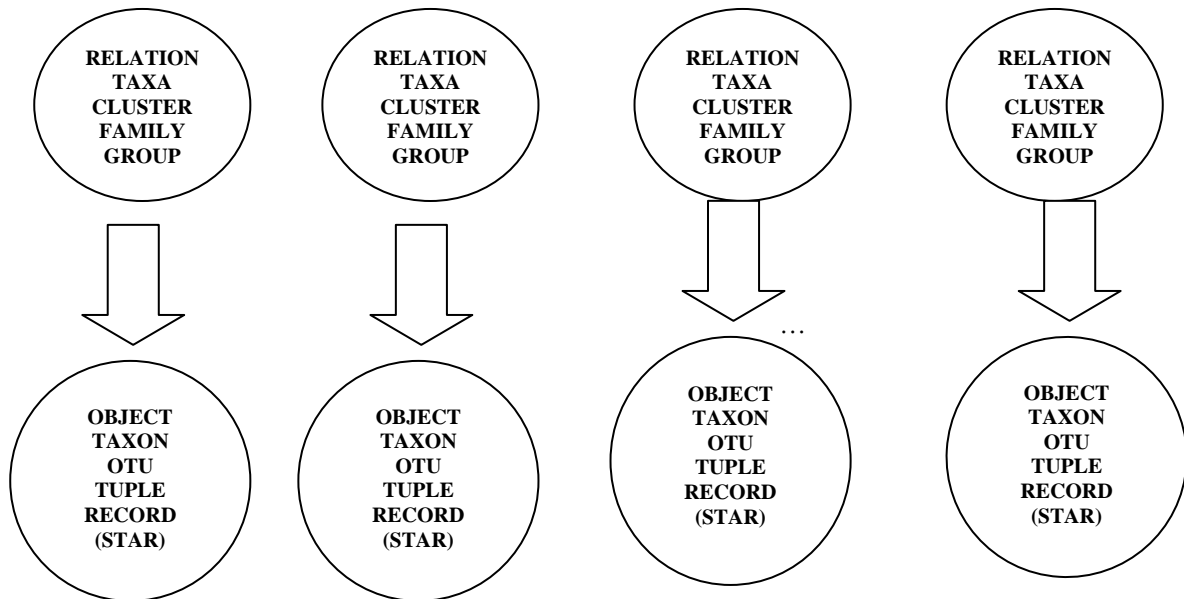 RELATION
TAXA
CLUSTER
FAMILY
GROUP
RELATION
TAXA
CLUSTER
FAMILY
GROUP
RELATION
TAXA
CLUSTER
FAMILY
GROUP
RELATION
TAXA
CLUSTER
FAMILY
GROUP
OBJECT
TAXON
OTU
TUPLE
RECORD
(STAR)
OBJECT
TAXON
OTU
TUPLE
RECORD
(STAR)
...
OBJECT
TAXON
OTU
TUPLE
RECORD
(STAR)
OBJECT
TAXON
OTU
TUPLE
RECORD
(STAR)